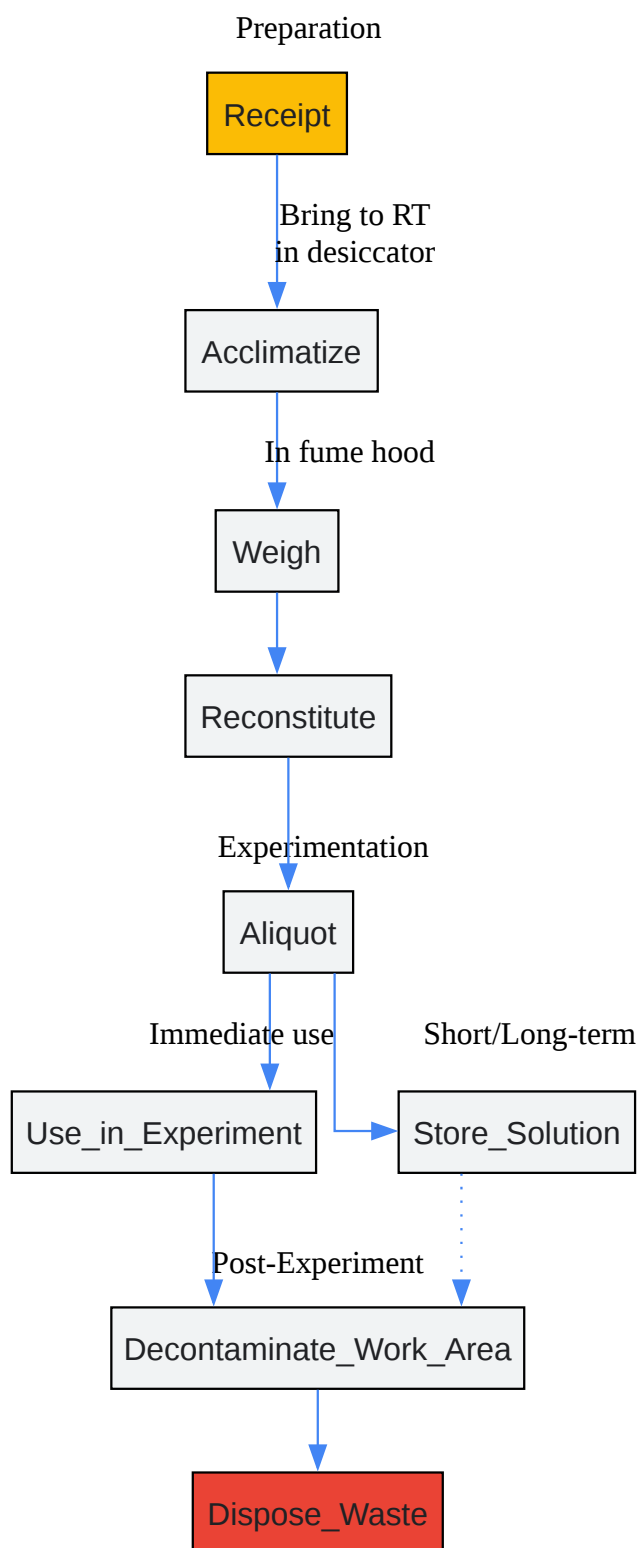 Preparation
Receipt
Bring to RT
in desiccator
Acclimatize
In fume hood
Weigh
Reconstitute
Experimentation
Aliquot
Immediate use
Short/Long-term
Use_in_Experiment
Store_Solution
Post-Experiment
Decontaminate_Work_Area
Dispose_Waste